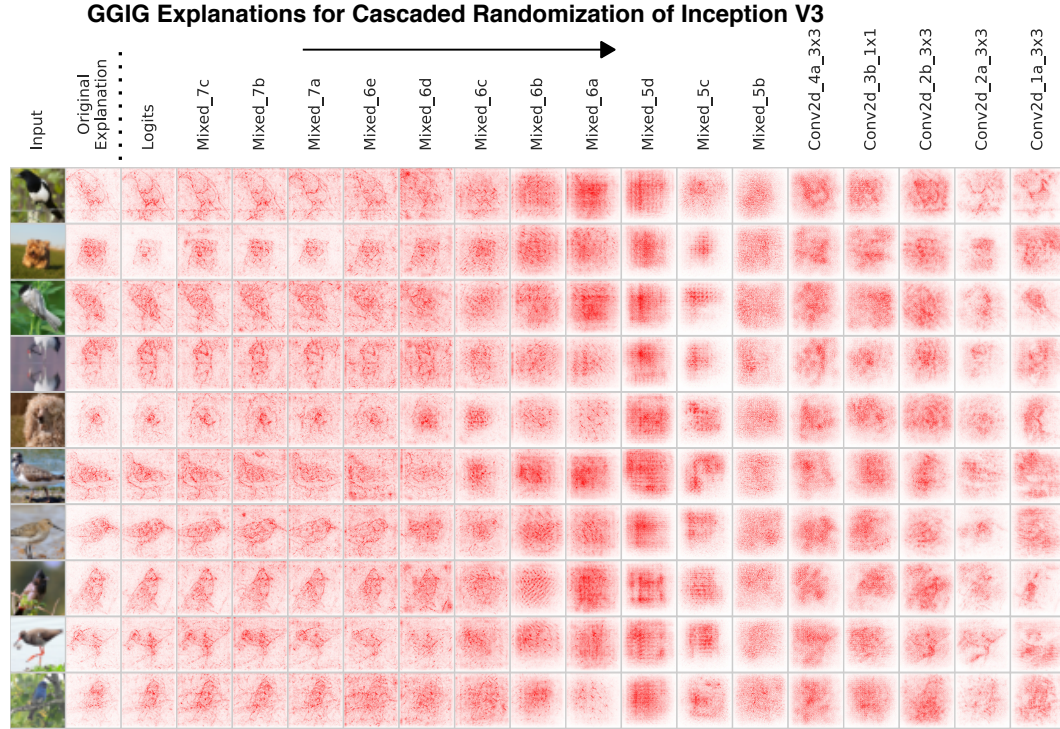 GGIG Explanations for Cascaded Randomization of Inception V3
Input
Original
Explanation
Logits
Mixed_7c
Mixed_7b
Mixed_7a
Mixed_6e
Mixed_6d
Mixed_6c
Mixed_6b
Mixed_6a
Mixed_5d
Mixed_5c
Mixed_5b
Conv2d_4a_3x3
Conv2d_3b_1x1
Conv2d_2b_3x3
Conv2d_2a_3x3
Conv2d_1a_3x3